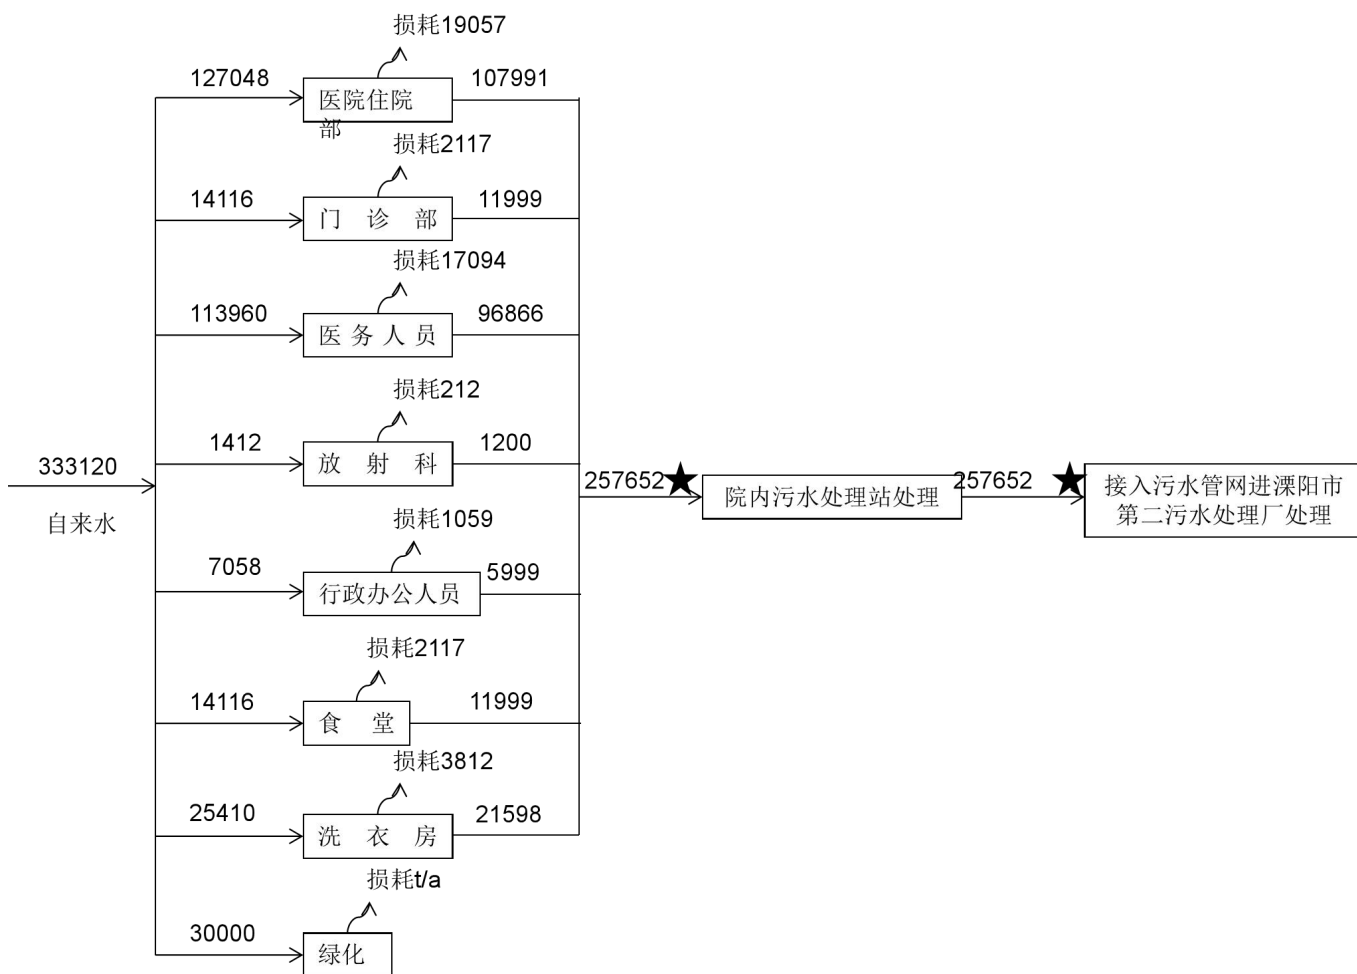 损耗19057
127048
医院住院
部
107991
损耗2117
14116
门诊部
11999
损耗17094
113960
医务人员
96866
损耗212
1412
放射科
1200
333120
自来水
257652
院内污水处理站处理
257652
接入污水管网进溧阳市
第二污水处理厂处理
损耗1059
7058
行政办公人员
5999
损耗2117
14116
食堂
11999
损耗3812
25410
洗衣房
21598
损耗t/a
30000
绿化